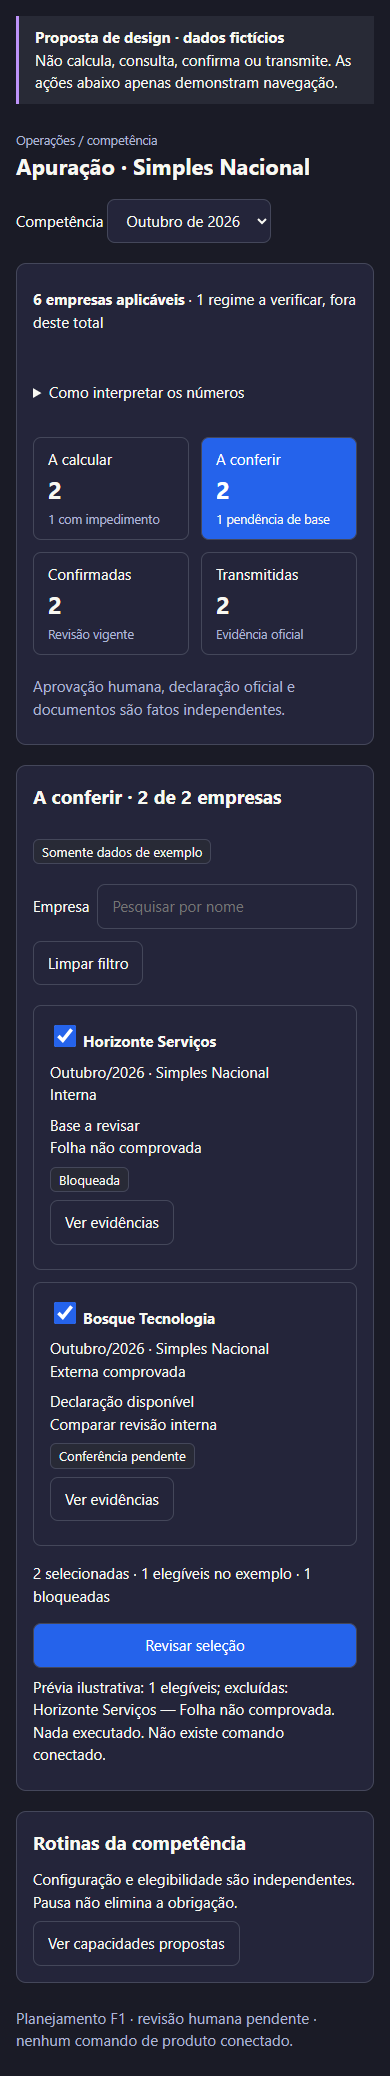 Proposta de design · dados fictícios
Não calcula, consulta, confirma ou transmite. As
ações abaixo apenas demonstram navegação.
Operações / competência
Apuração · Simples Nacional
Competência
Outubro de 2026
6 empresas aplicáveis · 1 regime a verificar, fora
deste total
Como interpretar os números
A calcular
2
1 com impedimento
A conferir
2
1 pendência de base
Confirmadas
2
Revisão vigente
Transmitidas
2
Evidência oficial
Aprovação humana, declaração oficial e
documentos são fatos independentes.
A conferir · 2 de 2 empresas
Somente dados de exemplo
Empresa
Pesquisar por nome
Limpar filtro
Horizonte Serviços
Outubro/2026 · Simples Nacional
Interna
Base a revisar
Folha não comprovada
Bloqueada
Ver evidências
Bosque Tecnologia
Outubro/2026 · Simples Nacional
Externa comprovada
Declaração disponível
Comparar revisão interna
Conferência pendente
Ver evidências
2 selecionadas · 1 elegíveis no exemplo · 1
bloqueadas
Revisar seleção
Prévia ilustrativa: 1 elegíveis; excluídas:
Horizonte Serviços — Folha não comprovada.
Nada executado. Não existe comando
conectado.
Rotinas da competência
Configuração e elegibilidade são independentes.
Pausa não elimina a obrigação.
Ver capacidades propostas
Planejamento F1 · revisão humana pendente ·
nenhum comando de produto conectado.